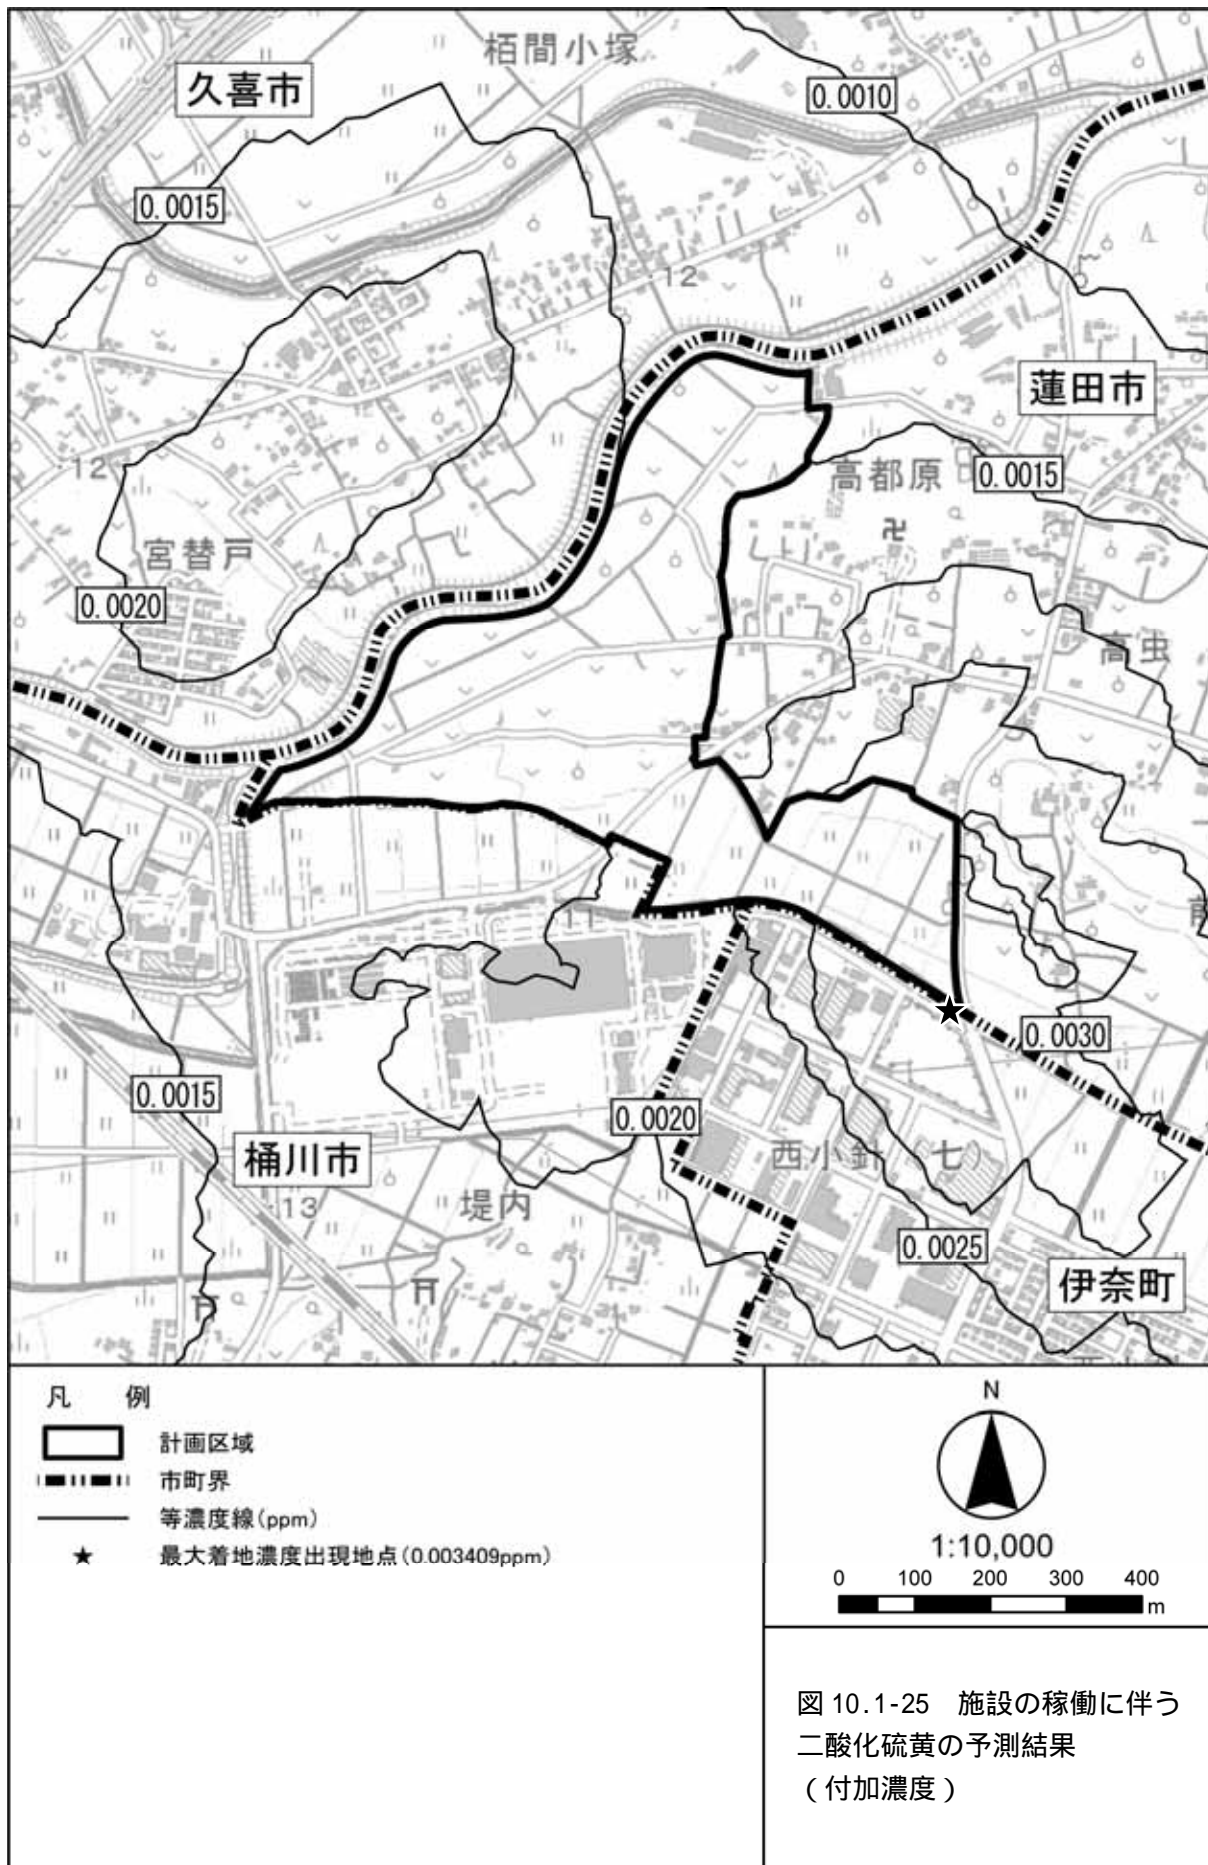 栢間小塚
久喜市
0.0010
0.0015
12
蓮田市
高都原
0.0015
12
宮替戸
0.0020
高虫
前
11
0.0030
0.0015
0.0020
桶川市
西小針 七
13
堤内
0.0025
伊奈町
凡 例
計画区域
市町界
等濃度線(ppm)
★ 最大着地濃度出現地点(0.003409ppm)
N
1:10,000
0 100 200 300 400
m
図 10.1-25 施設の稼働に伴う
二酸化硫黄の予測結果
(付加濃度)